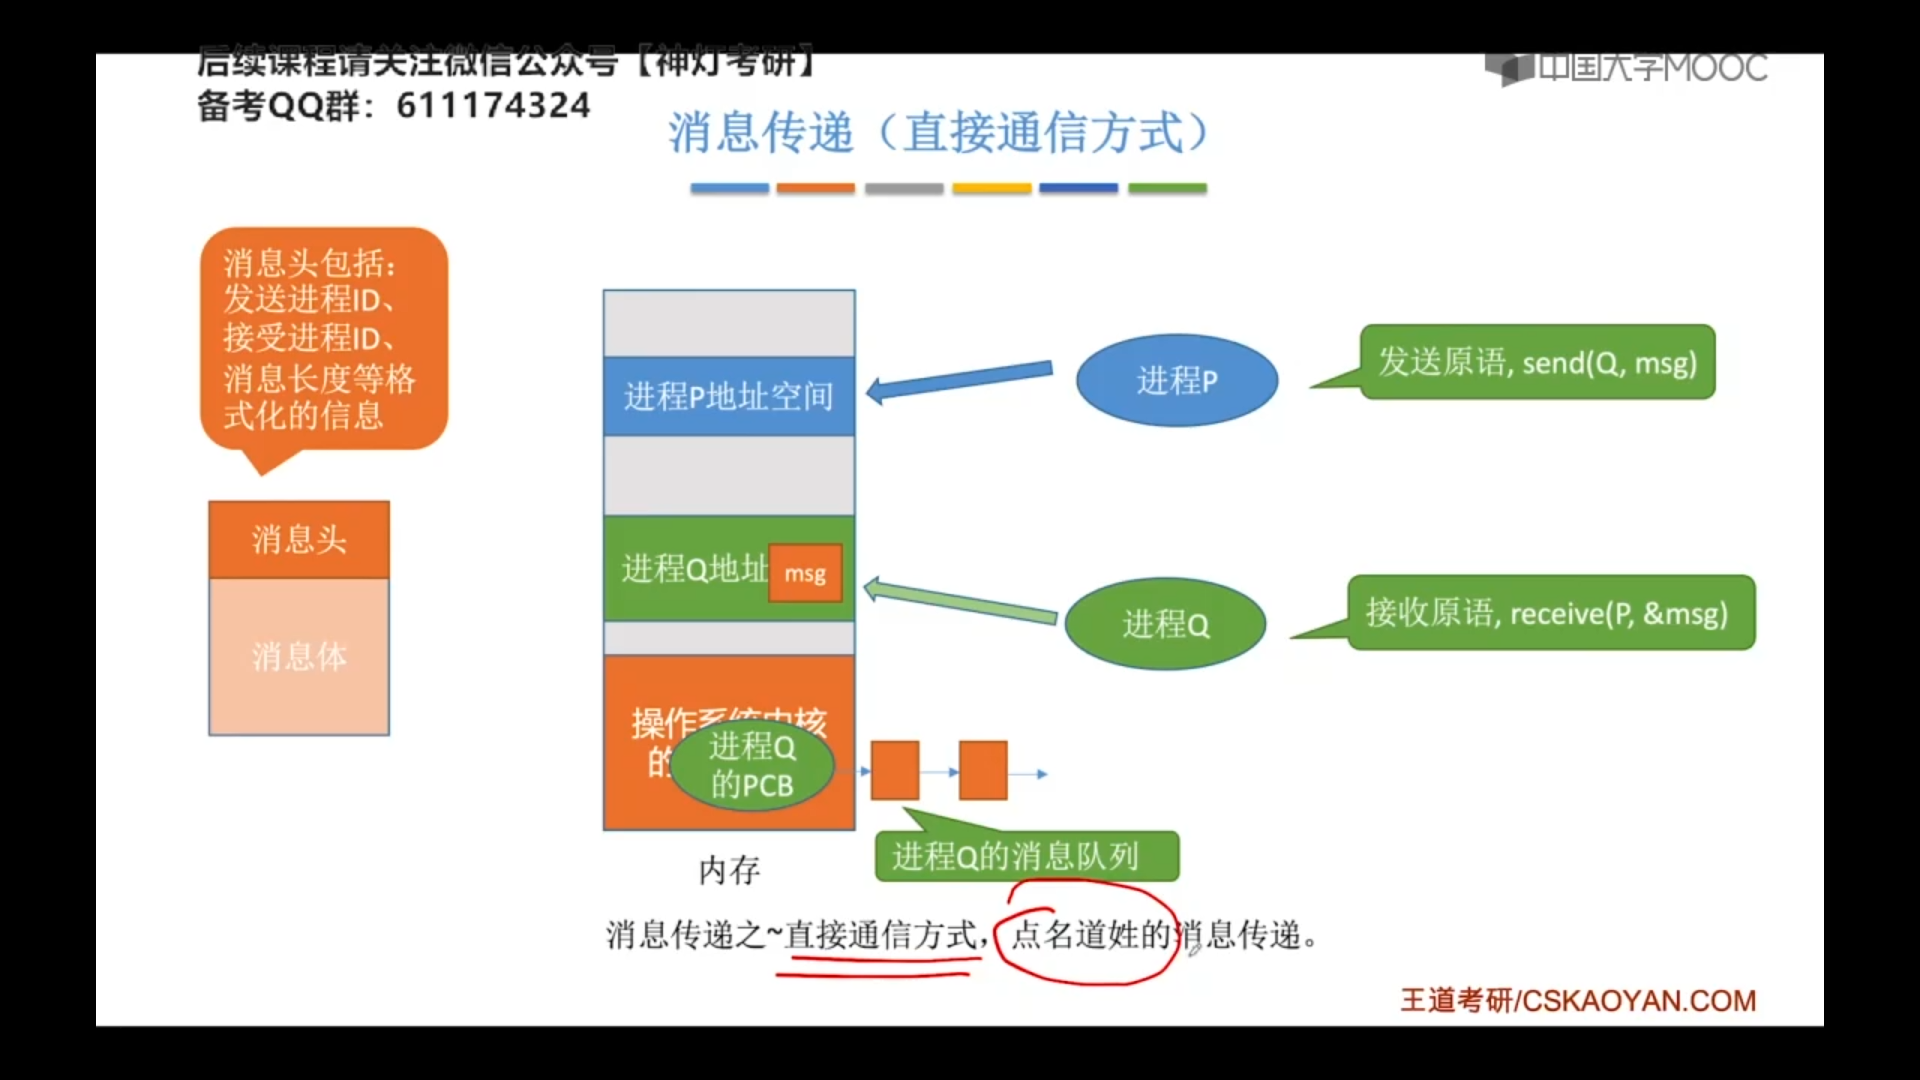 后续课程请关注微信公众号【神灯考研】
备考QQ群：611174324
中国大学MOOC
消息传递（直接通信方式）
消息头包括：
发送进程ID、
接受进程ID、
消息长度等格
式化的信息
消息头
消息体
进程P地址空间
进程Q地址
msg
操作系统内核
的
进程Q
的PCB
内存
进程P
发送原语, send(Q, msg)
进程Q
接收原语, receive(P, &msg)
进程Q的消息队列
消息传递之~直接通信方式，点名道姓的消息传递。
王道考研/CSKAOYAN.COM